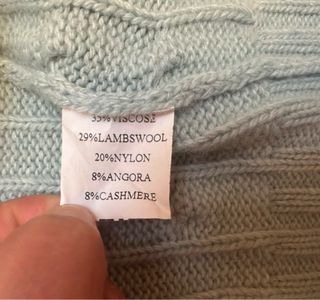 35%VISCOSE
29%LAMBSWOOL
20%NYLON
8%ANGORA
8%CASHMERE